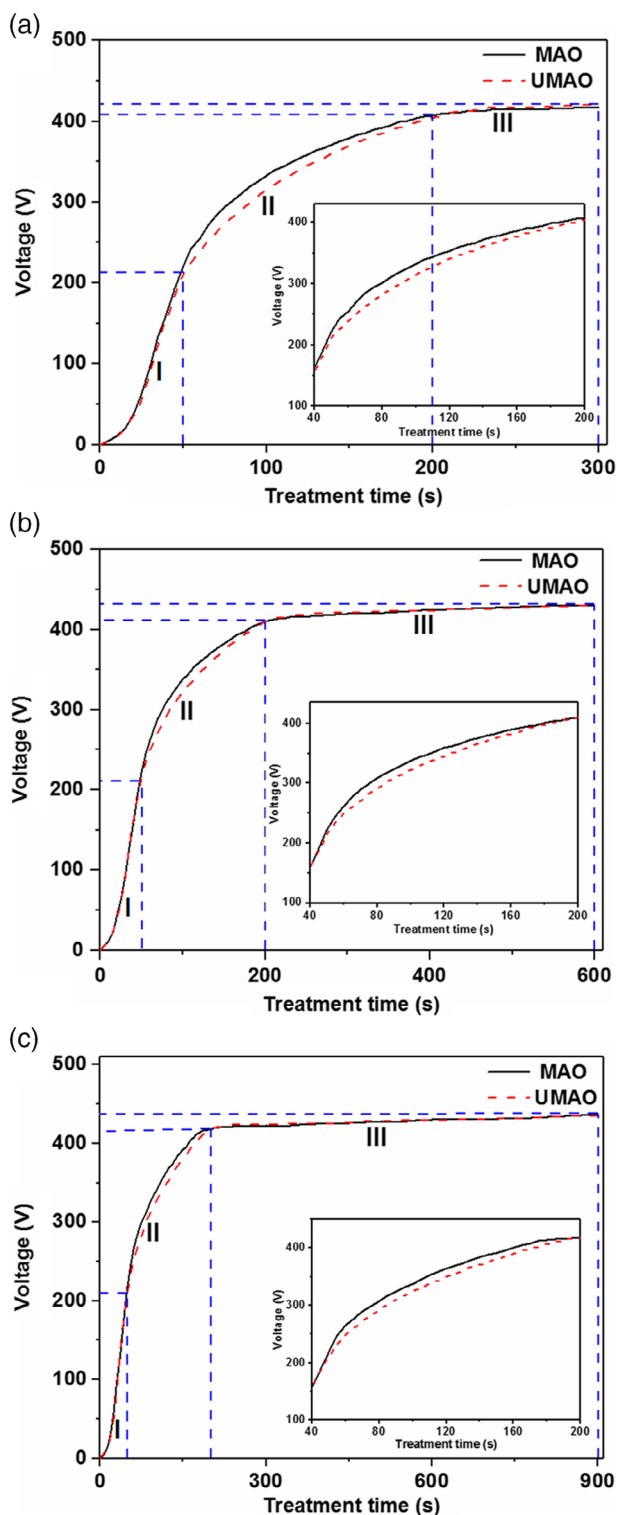 (a)
500
400
300
200
100
0
Voltage (V)
MAO
UMAO
I
II
III
400
300
200
100
Voltage (V)
40 80 120 160 200
Treatment time (s)
0 100 200 300
Treatment time (s)
(b)
500
400
300
200
100
0
Voltage (V)
MAO
UMAO
I
II
III
400
300
200
100
Voltage (V)
40 80 120 160 200
Treatment time (s)
0 200 400 600
Treatment time (s)
(c)
500
400
300
200
100
0
Voltage (V)
MAO
UMAO
I
II
III
400
300
200
100
Voltage (V)
40 80 120 160 200
Treatment time (s)
0 300 600 900
Treatment time (s)